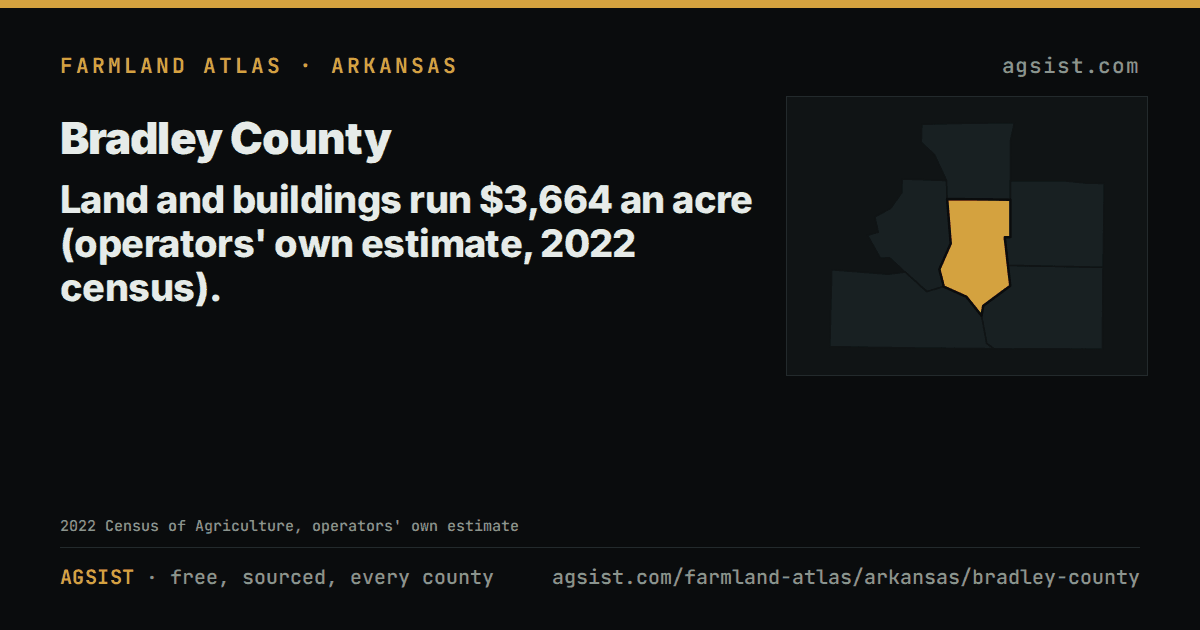 FARMLAND ATLAS · ARKANSAS
agsist.com
Bradley County
Land and buildings run $3,664 an acre
(operators' own estimate, 2022
census).
2022 Census of Agriculture, operators' own estimate
AGSIST · free, sourced, every county
agsist.com/farmland-atlas/arkansas/bradley-county